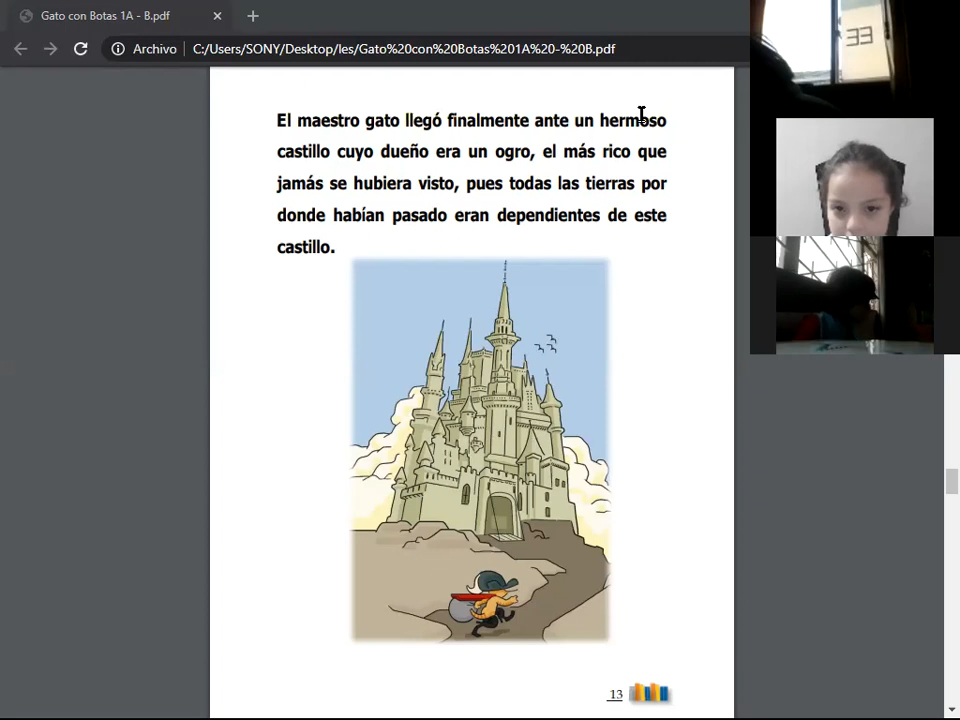 Gato con Botas 1A - B.pdf
Archivo
C:/Users/SONY/Desktop/les/Gato%20con%20Botas%201A%20-%20B.pdf
El maestro gato llegó finalmente ante un hermoso
castillo cuyo dueño era un ogro, el más rico que
jamás se hubiera visto, pues todas las tierras por
donde habían pasado eran dependientes de este
castillo.
13